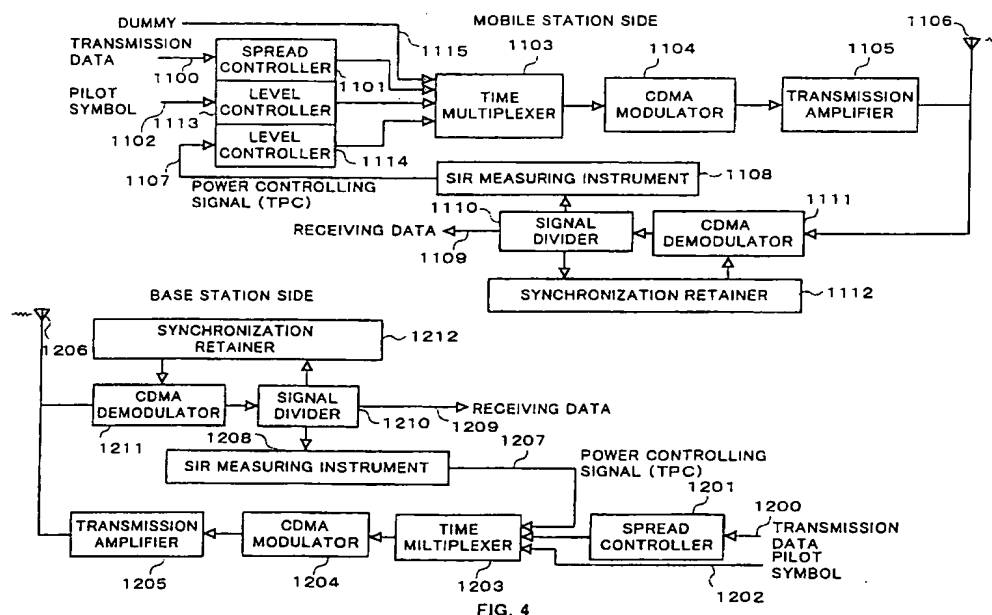 DUMMY
MOBILE STATION SIDE
1106
TRANSMISSION
DATA
1100
1115
SPREAD
CONTROLLER
1101
1103
1104
1105
PILOT
SYMBOL
1102
1113
LEVEL
CONTROLLER
TIME
MULTIPLEXER
CDMA
MODULATOR
TRANSMISSION
AMPLIFIER
LEVEL
CONTROLLER
1114
1107
POWER CONTROLLING
SIGNAL (TPC)
SIR MEASURING INSTRUMENT
1108
1110
1111
RECEIVING DATA
1109
SIGNAL
DIVIDER
CDMA
DEMODULATOR
SYNCHRONIZATION RETAINER
1112
BASE STATION SIDE
1206
SYNCHRONIZATION
RETAINER
1212
CDMA
DEMODULATOR
1211
SIGNAL
DIVIDER
1210
1209
RECEIVING DATA
1208
1207
SIR MEASURING INSTRUMENT
POWER CONTROLLING
SIGNAL (TPC)
1201
1200
TRANSMISSION
AMPLIFIER
1205
CDMA
MODULATOR
1204
TIME
MILTIPLEXER
1203
SPREAD
CONTROLLER
TRANSMISSION
DATA
PILOT
SYMBOL
1202
FIG. 4